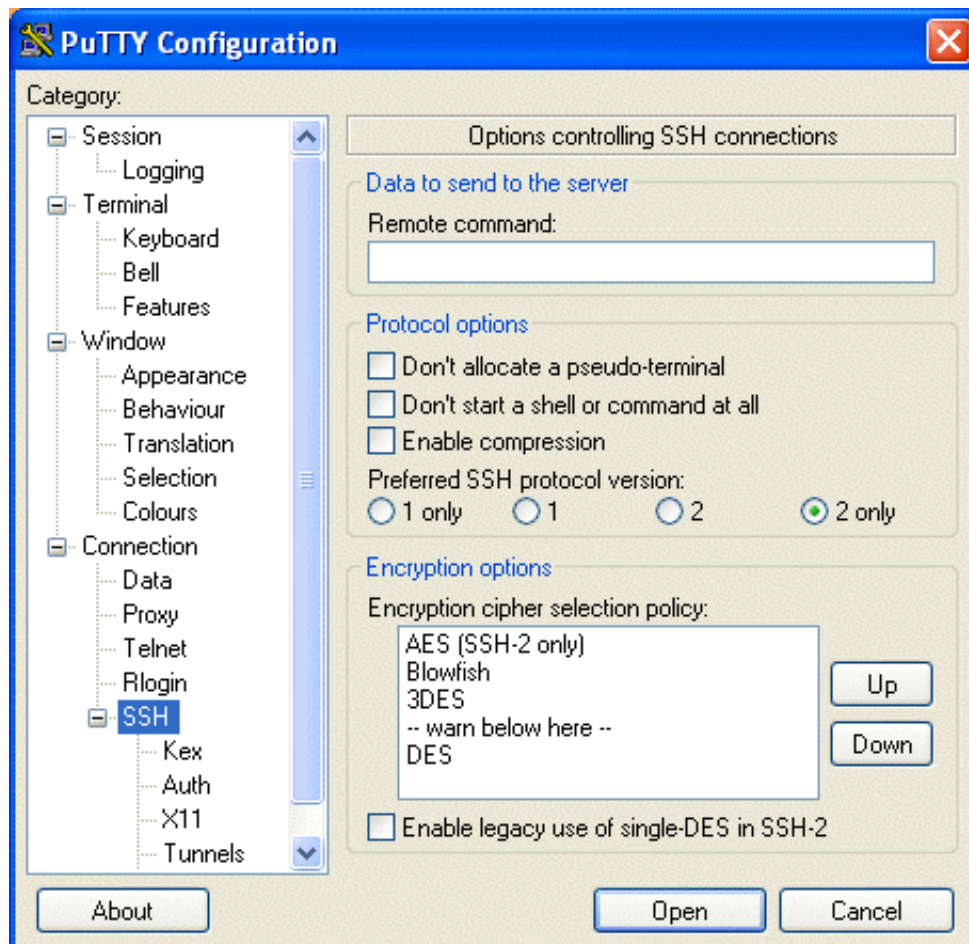 PuTTY Configuration
Category:
Session
Logging
Terminal
Keyboard
Bell
Features
Window
Appearance
Behaviour
Translation
Selection
Colours
Connection
Data
Proxy
Telnet
Rlogin
SSH
Kex
Auth
X11
Tunnels
Options controlling SSH connections
Data to send to the server
Remote command:
Protocol options
Don't allocate a pseudo-terminal
Don't start a shell or command at all
Enable compression
Preferred SSH protocol version:
1 only 1 2 2 only
Encryption options
Encryption cipher selection policy:
AES (SSH-2 only)
Blowfish
3DES
-- warn below here --
DES
Up
Down
Enable legacy use of single-DES in SSH-2
About Open Cancel